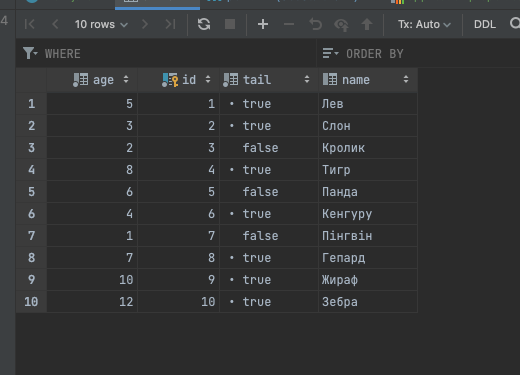 4
10 rows Tx: Auto DDL
WHERE ORDER BY
age id tail name
1 5 1 • true Лев
2 3 2 • true Слон
3 2 3 false Кролик
4 8 4 • true Тигр
5 6 5 false Панда
6 4 6 • true Кенгуру
7 1 7 false Пінгвін
8 7 8 • true Гепард
9 10 9 • true Жираф
10 12 10 • true Зебра